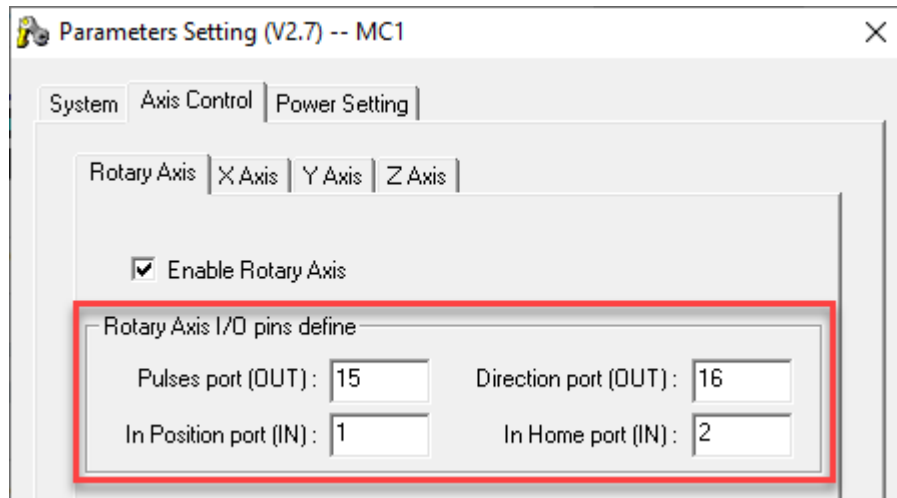 Parameters Setting (V2.7) -- MC1
System Axis Control Power Setting
Rotary Axis X Axis Y Axis Z Axis
Enable Rotary Axis
Rotary Axis I/O pins define
Pulses port (OUT) : 15 Direction port (OUT) : 16
In Position port (IN) : 1 In Home port (IN) : 2